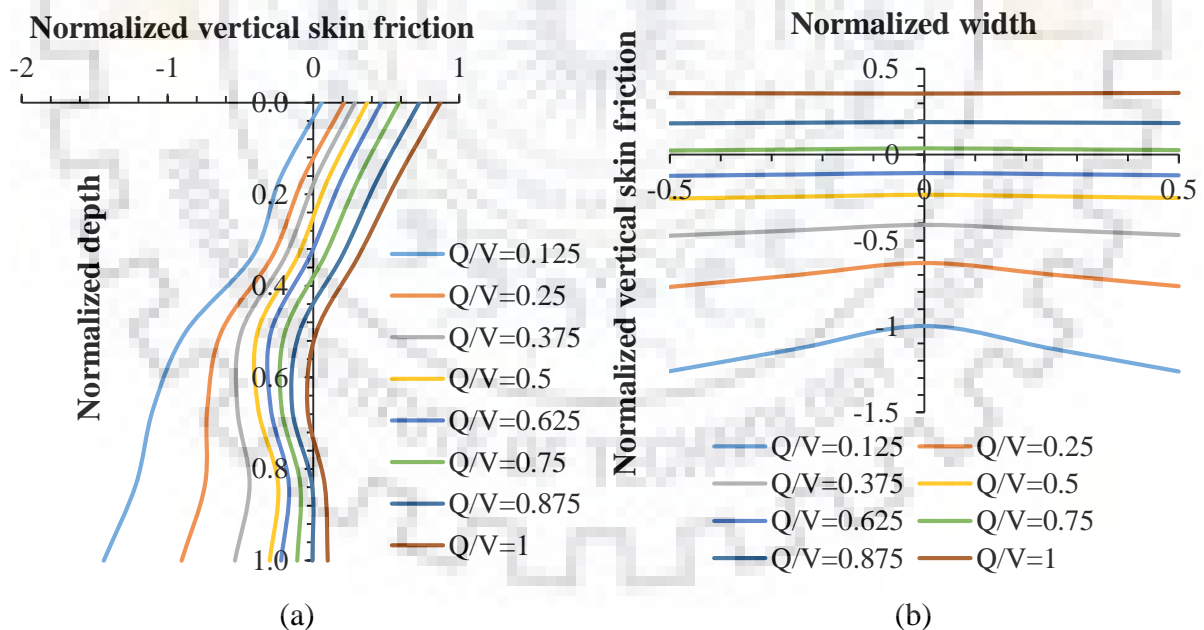 Normalized vertical skin friction
-2 -1 0 1
0.0
0.2
0.4
0.6
0.8
1.0
Normalized depth
Q/V=0.125
Q/V=0.25
Q/V=0.375
Q/V=0.5
Q/V=0.625
Q/V=0.75
Q/V=0.875
Q/V=1
(a)
Normalized width
Normalized vertical skin friction
0.5
0
-0.5 0 0.5
-0.5
-1
-1.5
Q/V=0.125 Q/V=0.25
Q/V=0.375 Q/V=0.5
Q/V=0.625 Q/V=0.75
Q/V=0.875 Q/V=1
(b)